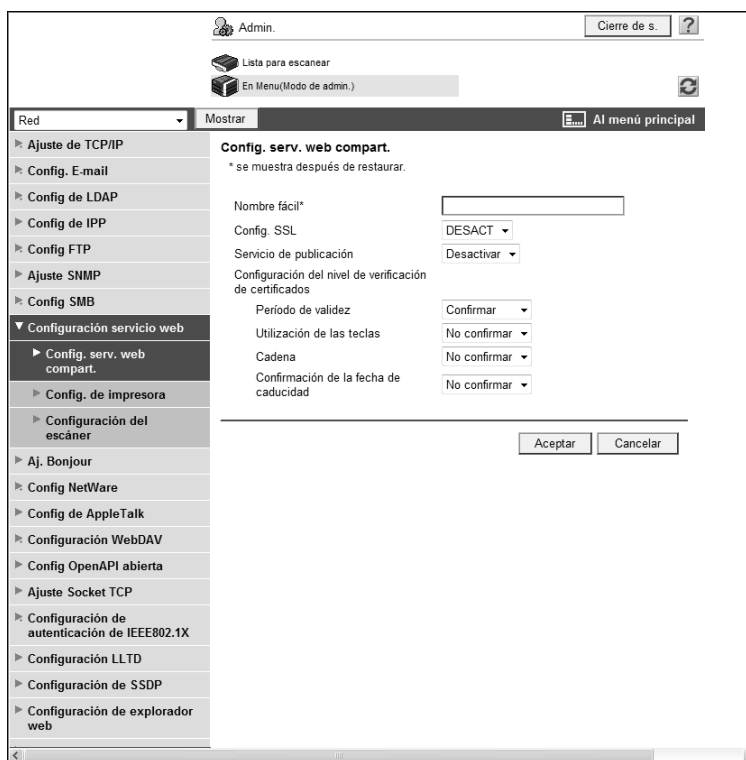 Admin.
Cierre de s.
?
Lista para escanear
En Menu(Modo de admin.)
Red
Mostrar
Al menú principal
Ajuste de TCP/IP
Config. E-mail
Config de LDAP
Config de IPP
Config FTP
Ajuste SNMP
Config SMB
Configuración servicio web
Config. serv. web
compart.
Config. de impresora
Configuración del
escáner
Aj. Bonjour
Config NetWare
Config de AppleTalk
Configuración WebDAV
Config OpenAPI abierta
Ajuste Socket TCP
Configuración de
autenticación de IEEE802.1X
Configuración LLTD
Configuración de SSDP
Configuración de explorador
web
Config. serv. web compart.
* se muestra después de restaurar.
Nombre fácil*
Config. SSL
DESACT
Servicio de publicación
Desactivar
Configuración del nivel de verificación
de certificados
Período de validez
Confirmar
Utilización de las teclas
No confirmar
Cadena
No confirmar
Confirmación de la fecha de
caducidad
No confirmar
Aceptar
Cancelar